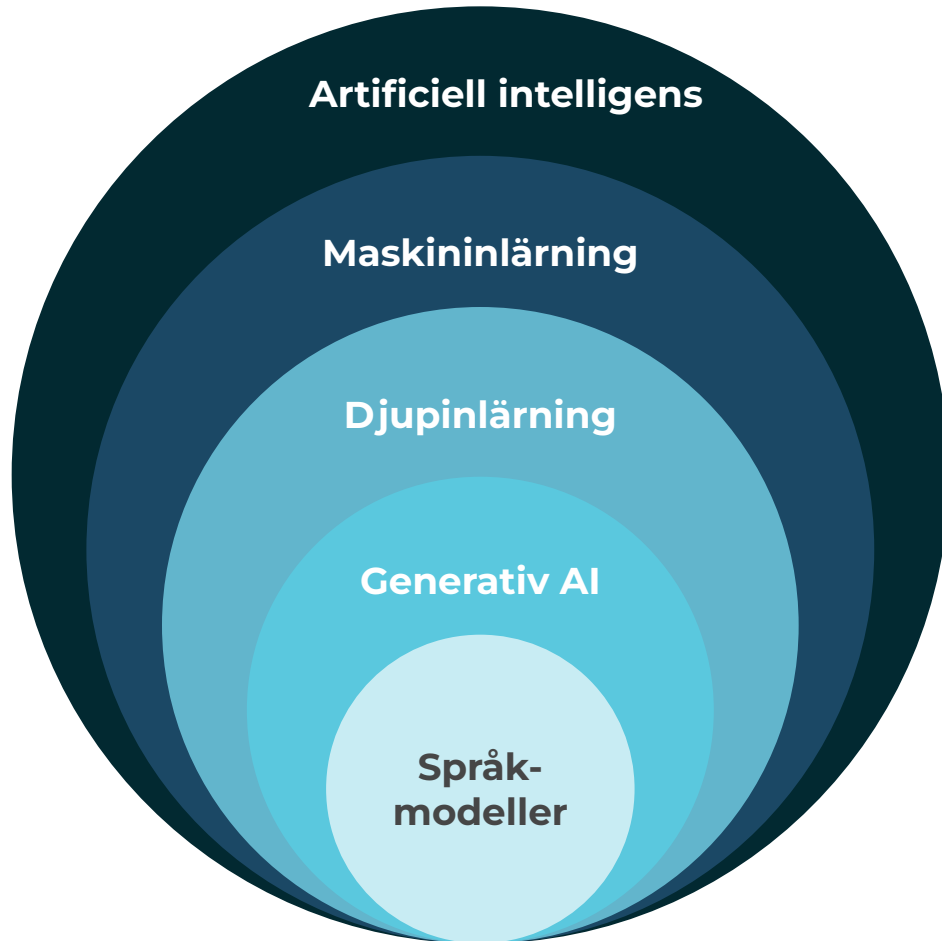 Artificiell intelligens
Maskininlärning
Djupinlärning
Generativ AI
Språk-
modeller